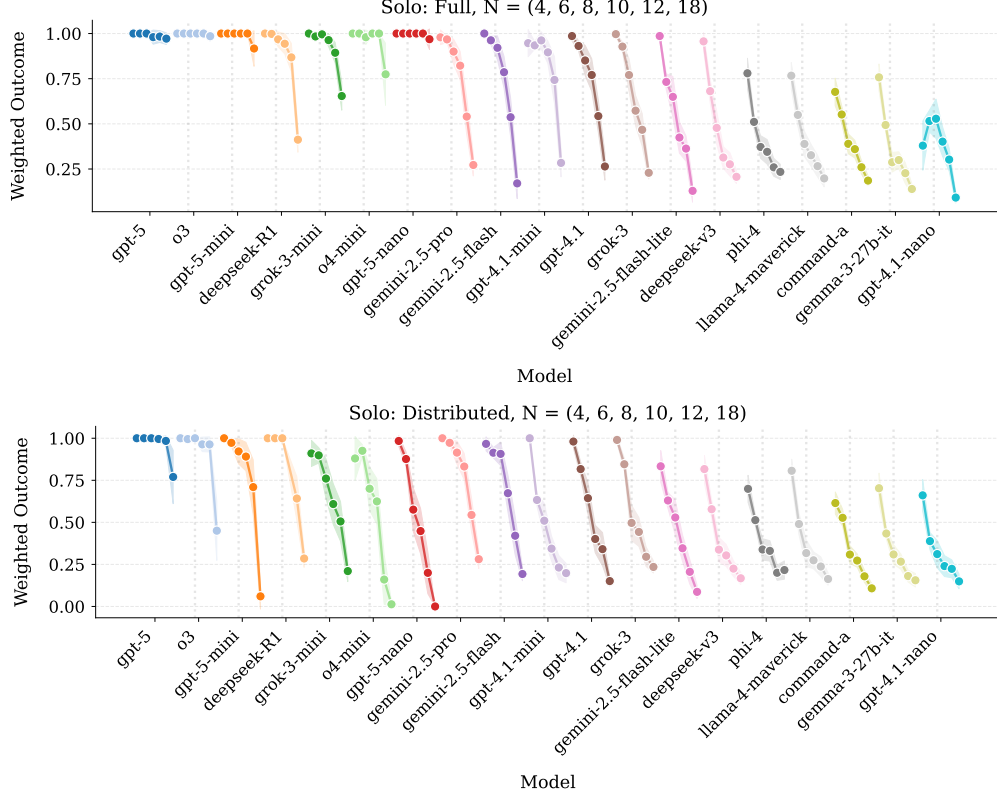 Solo: Full, N = (4, 6, 8, 10, 12, 18)
Weighted Outcome
1.00
0.75
0.50
0.25
gpt-5
o3
gpt-5-mini
deepseek-R1
grok-3-mini
o4-mini
gpt-5-nano
gemini-2.5-pro
gemini-2.5-flash
gpt-4.1-mini
gpt-4.1
grok-3
gemini-2.5-flash-lite
deepseek-v3
phi-4
llama-4-maverick
command-a
gemma-3-27b-it
gpt-4.1-nano
Model
Solo: Distributed, N = (4, 6, 8, 10, 12, 18)
Weighted Outcome
1.00
0.75
0.50
0.25
0.00
gpt-5
o3
gpt-5-mini
deepseek-R1
grok-3-mini
o4-mini
gpt-5-nano
gemini-2.5-pro
gemini-2.5-flash
gpt-4.1-mini
gpt-4.1
grok-3
gemini-2.5-flash-lite
deepseek-v3
phi-4
llama-4-maverick
command-a
gemma-3-27b-it
gpt-4.1-nano
Model